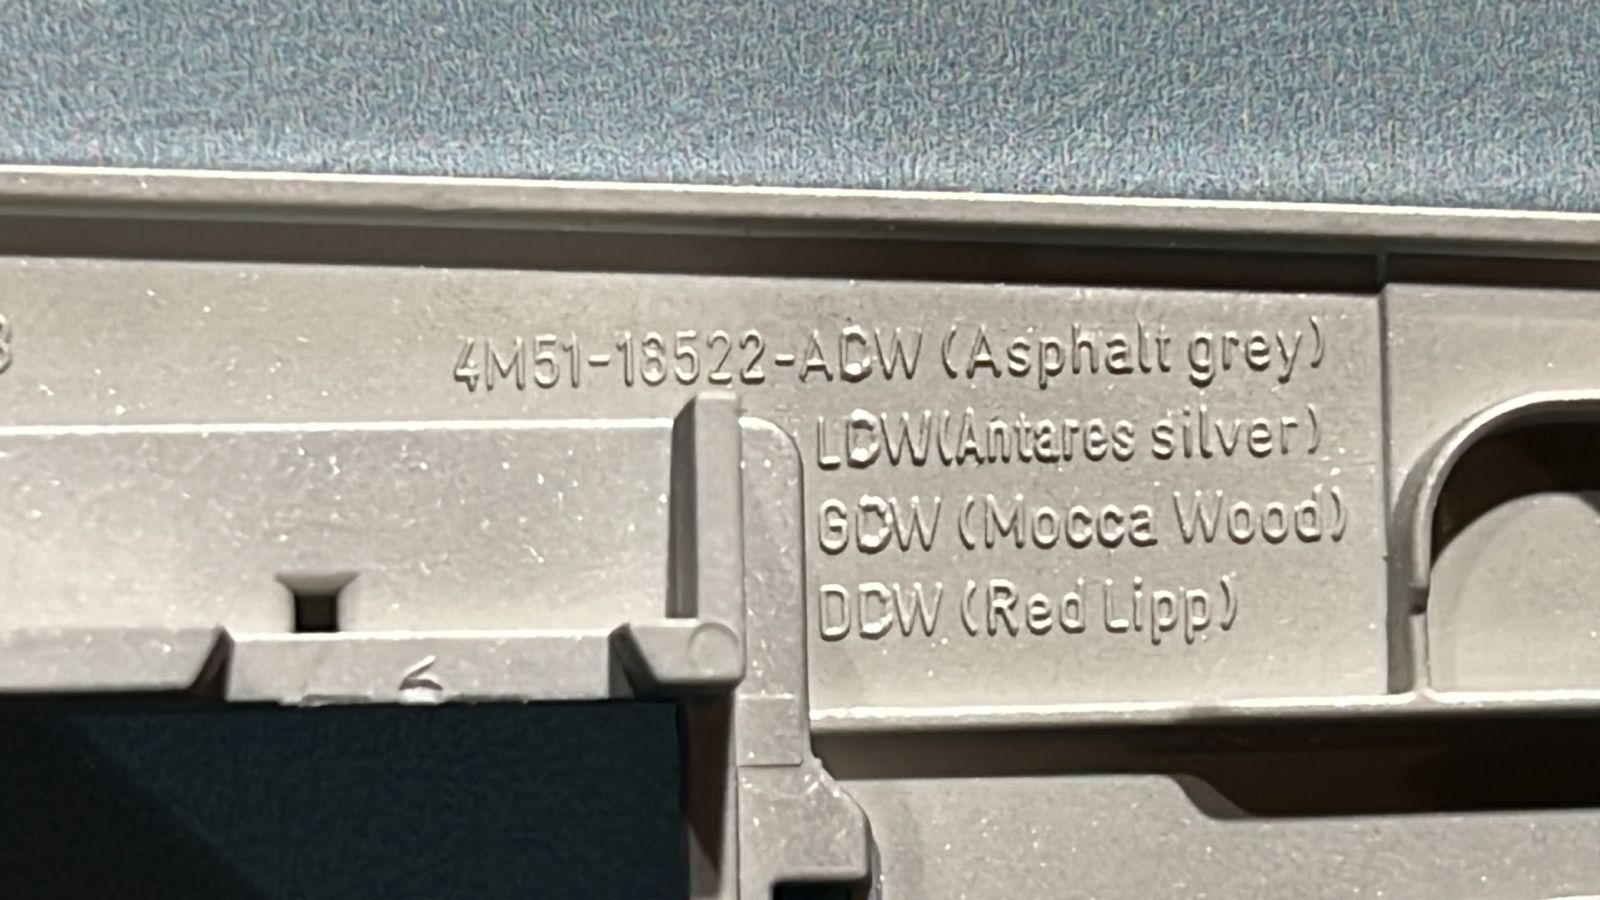 4M51-18522-ADW (Asphalt grey)
LDW (Antares silver)
GDW (Mocca Wood)
DDW (Red Lipp)